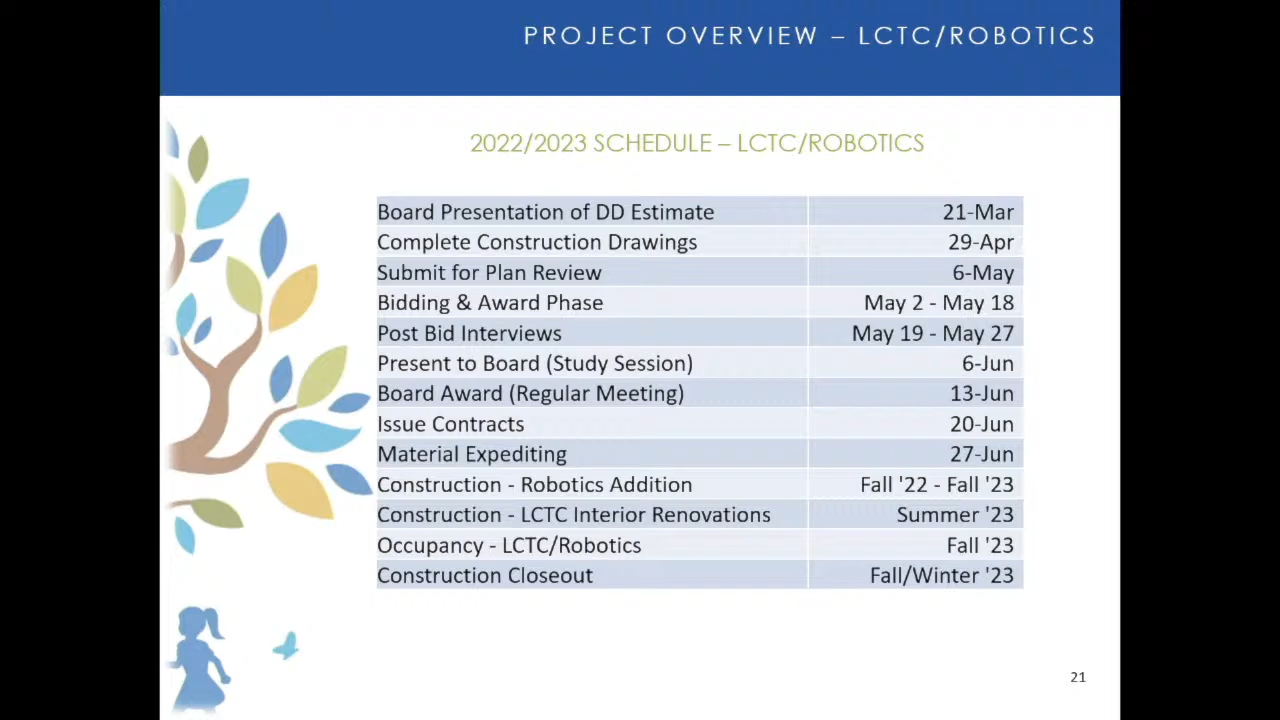 PROJECT OVERVIEW – LCTC/ROBOTICS
2022/2023 SCHEDULE – LCTC/ROBOTICS
Board Presentation of DD Estimate 21-Mar
Complete Construction Drawings 29-Apr
Submit for Plan Review 6-May
Bidding & Award Phase May 2 - May 18
Post Bid Interviews May 19 - May 27
Present to Board (Study Session) 6-Jun
Board Award (Regular Meeting) 13-Jun
Issue Contracts 20-Jun
Material Expediting 27-Jun
Construction - Robotics Addition Fall '22 - Fall '23
Construction - LCTC Interior Renovations Summer '23
Occupancy - LCTC/Robotics Fall '23
Construction Closeout Fall/Winter '23
21